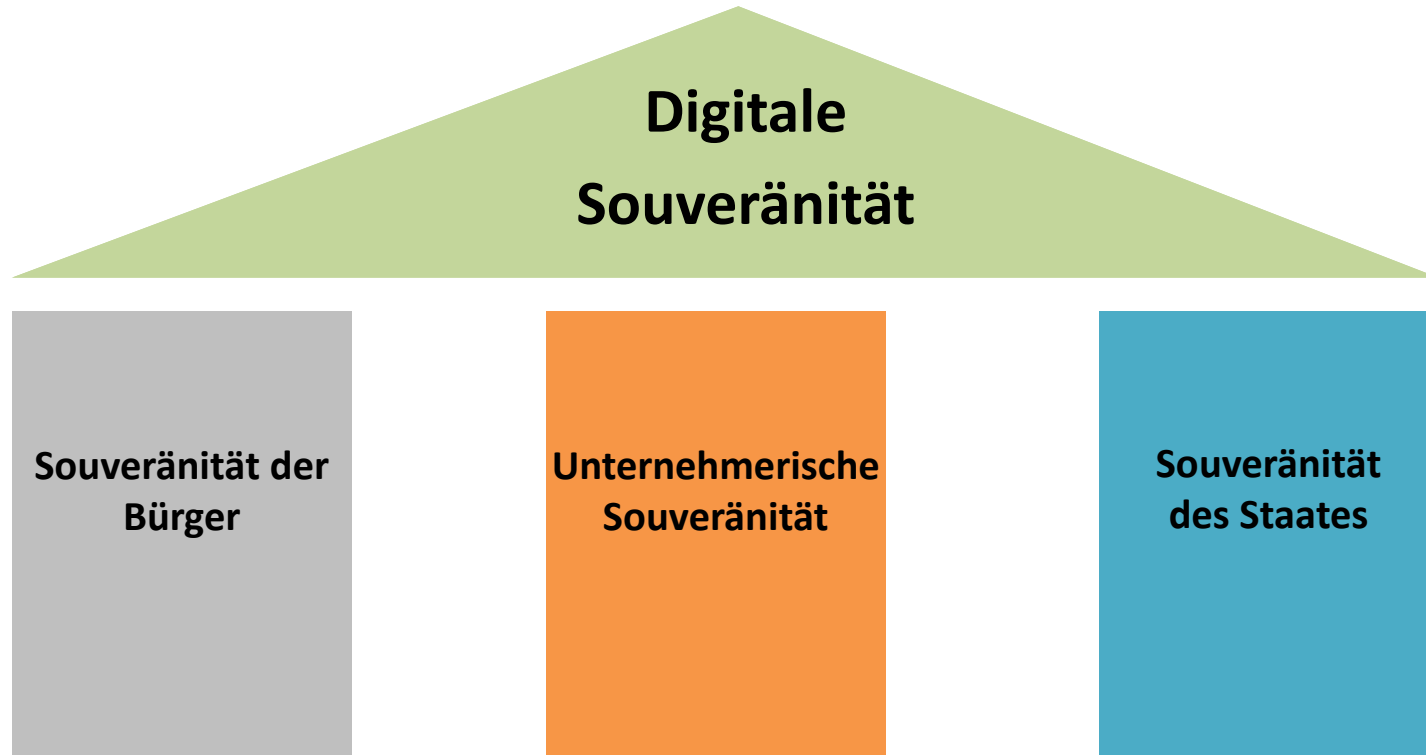 Digitale
Souveränität
Souveränität der
Bürger
Unternehmerische
Souveränität
Souveränität
des Staates